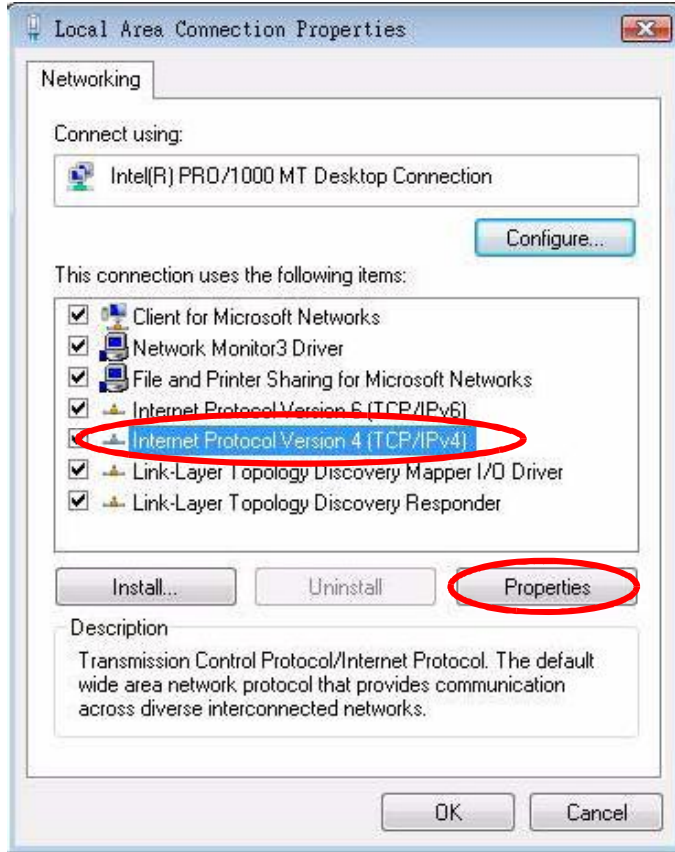 Local Area Connection Properties
Networking
Connect using:
Intel(R) PRO/1000 MT Desktop Connection
Configure...
This connection uses the following items:
Client for Microsoft Networks
Network Monitor3 Driver
File and Printer Sharing for Microsoft Networks
Internet Protocol Version 6 (TCP/IPv6)
Internet Protocol Version 4 (TCP/IPv4)
Link-Layer Topology Discovery Mapper I/O Driver
Link-Layer Topology Discovery Responder
Install...
Uninstall
Properties
Description
Transmission Control Protocol/Internet Protocol. The default
wide area network protocol that provides communication
across diverse interconnected networks.
OK
Cancel